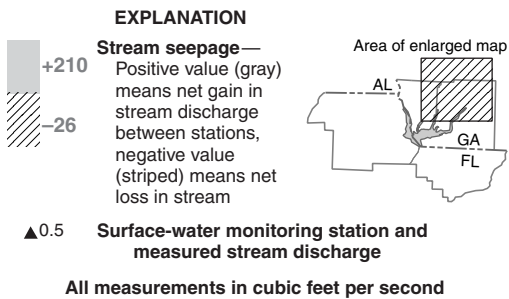 EXPLANATION
+210
–26
Stream seepage—
Positive value (gray)
means net gain in
stream discharge
between stations,
negative value
(striped) means net
loss in stream
Area of enlarged map
AL
GA
FL
▲0.5
Surface-water monitoring station and
measured stream discharge
All measurements in cubic feet per second